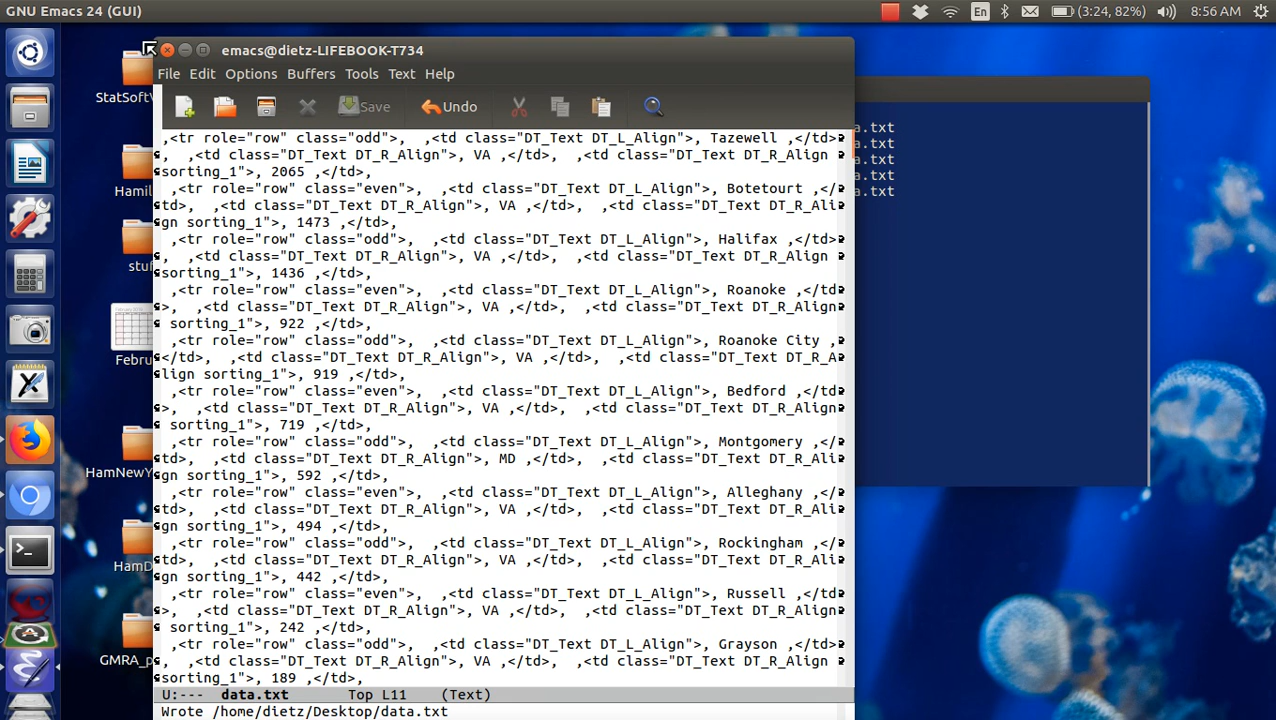 GNU Emacs 24 (GUI)
En
(3:24, 82%)
8:56 AM
StatSoftV
Hamil
stuf
Febru
HamNewY
HamD
GMRA_p
emacs@dietz-LIFEBOOK-T734
File Edit Options Buffers Tools Text Help
Save Undo
,<tr role="row" class="odd">, ,<td class="DT_Text DT_L_Align">, Tazewell ,</td>
, ,<td class="DT_Text DT_R_Align">, VA ,</td>, ,<td class="DT_Text DT_R_Align
sorting_1">, 2065 ,</td>,
,<tr role="row" class="even">, ,<td class="DT_Text DT_L_Align">, Botetourt ,</
td>, ,<td class="DT_Text DT_R_Align">, VA ,</td>, ,<td class="DT_Text DT_R_Ali
gn sorting_1">, 1473 ,</td>,
,<tr role="row" class="odd">, ,<td class="DT_Text DT_L_Align">, Halifax ,</td>
, ,<td class="DT_Text DT_R_Align">, VA ,</td>, ,<td class="DT_Text DT_R_Align
sorting_1">, 1436 ,</td>,
,<tr role="row" class="even">, ,<td class="DT_Text DT_L_Align">, Roanoke ,</td
>, ,<td class="DT_Text DT_R_Align">, VA ,</td>, ,<td class="DT_Text DT_R_Align
sorting_1">, 922 ,</td>,
,<tr role="row" class="odd">, ,<td class="DT_Text DT_L_Align">, Roanoke City ,
</td>, ,<td class="DT_Text DT_R_Align">, VA ,</td>, ,<td class="DT_Text DT_R_A
lign sorting_1">, 919 ,</td>,
,<tr role="row" class="even">, ,<td class="DT_Text DT_L_Align">, Bedford ,</td
>, ,<td class="DT_Text DT_R_Align">, VA ,</td>, ,<td class="DT_Text DT_R_Align
sorting_1">, 719 ,</td>,
,<tr role="row" class="odd">, ,<td class="DT_Text DT_L_Align">, Montgomery ,</
td>, ,<td class="DT_Text DT_R_Align">, MD ,</td>, ,<td class="DT_Text DT_R_Ali
gn sorting_1">, 592 ,</td>,
,<tr role="row" class="even">, ,<td class="DT_Text DT_L_Align">, Alleghany ,</
td>, ,<td class="DT_Text DT_R_Align">, VA ,</td>, ,<td class="DT_Text DT_R_Ali
gn sorting_1">, 494 ,</td>,
,<tr role="row" class="odd">, ,<td class="DT_Text DT_L_Align">, Rockingham ,</
td>, ,<td class="DT_Text DT_R_Align">, VA ,</td>, ,<td class="DT_Text DT_R_Ali
gn sorting_1">, 442 ,</td>,
,<tr role="row" class="even">, ,<td class="DT_Text DT_L_Align">, Russell ,</td
>, ,<td class="DT_Text DT_R_Align">, VA ,</td>, ,<td class="DT_Text DT_R_Align
sorting_1">, 242 ,</td>,
,<tr role="row" class="odd">, ,<td class="DT_Text DT_L_Align">, Grayson ,</td>
, ,<td class="DT_Text DT_R_Align">, VA ,</td>, ,<td class="DT_Text DT_R_Align
sorting_1">, 189 ,</td>,
U:--- data.txt Top L11 (Text)
Wrote /home/dietz/Desktop/data.txt
a.txt
a.txt
a.txt
a.txt
a.txt